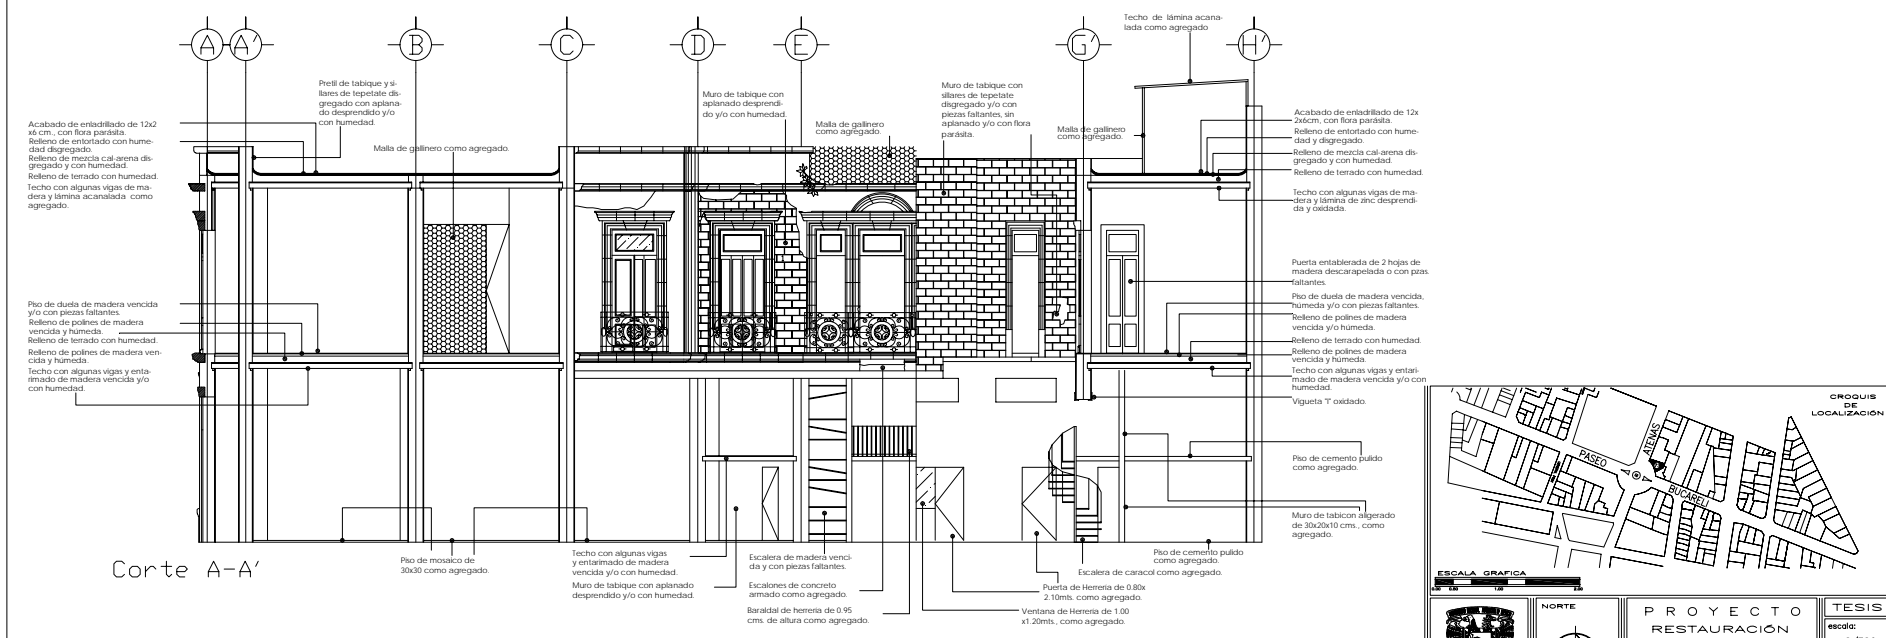 A
A'
B
C
D
E
G'
H'
Techo de lámina acana-
lada como agregado
Pretil de tabique y si-
llares de tepetate dis-
gregado con aplana-
do desprendido y/o
con humedad.
Acabado de enladrillado de 12x2
x6 cm., con flora parásita.
Relleno de entortado con hume-
dad disgregado.
Relleno de mezcla cal-arena dis-
gregado y con humedad.
Relleno de terrado con humedad.
Techo con algunas vigas de ma-
dera y lámina acanalada como
agregado.
Malla de gallinero como agregado.
Muro de tabique con
aplanado desprendi-
do y/o con humedad.
Malla de gallinero
como agregado.
Muro de tabique con
sillares de tepetate
disgregado y/o con
piezas faltantes, sin
aplanado y/o con flora
parásita.
Malla de gallinero
como agregado.
Acabado de enladrillado de 12x
2x6cm, con flora parásita.
Relleno de entortado con hume-
dad y disgregado.
Relleno de mezcla cal-arena dis-
gregado y con humedad.
Relleno de terrado con humedad.
Techo con algunas vigas de ma-
dera y lámina de zinc desprendi-
da y oxidada.
Puerta entablerada de 2 hojas de
madera descarapelada o con pzas.
faltantes.
Piso de duela de madera vencida,
húmeda y/o con piezas faltantes.
Relleno de polines de madera
vencida y/o húmeda.
Relleno de terrado con humedad.
Relleno de polines de madera
vencida y húmeda.
Techo con algunas vigas y entari-
mado de madera vencida y/o con
humedad.
Vigueta "I" oxidado.
Piso de duela de madera vencida
y/o con piezas faltantes.
Relleno de polines de madera
vencida y húmeda.
Relleno de terrado con humedad.
Relleno de polines de madera ven-
cida y húmeda.
Techo con algunas vigas y enta-
rimado de madera vencida y/o
con humedad.
Piso de cemento pulido
como agregado.
Muro de tabicon aligerado
de 30x20x10 cms., como
agregado.
Corte A-A'
Piso de mosaico de
30x30 como agregado.
Techo con algunas vigas
y entarimado de madera
vencida y/o con humedad.
Muro de tabique con aplanado
desprendido y/o con humedad.
Escalera de madera venci-
da y con piezas faltantes.
Escalones de concreto
armado como agregado.
Baraldal de herreria de 0.95
cms. de altura como agregado.
Piso de cemento pulido
como agregado.
Escalera de caracol como agregado.
Puerta de Herreria de 0.80x
2.10mts. como agregado.
Ventana de Herreria de 1.00
x1.20mts., como agregado.
CROQUIS
DE
LOCALIZACIÓN
ATENAS
PASEO
BUCARELI
ESCALA GRAFICA
0.00 0.50 1.00 2.00
NORTE
PROYECTO
RESTAURACIÓN
TESIS
escala: